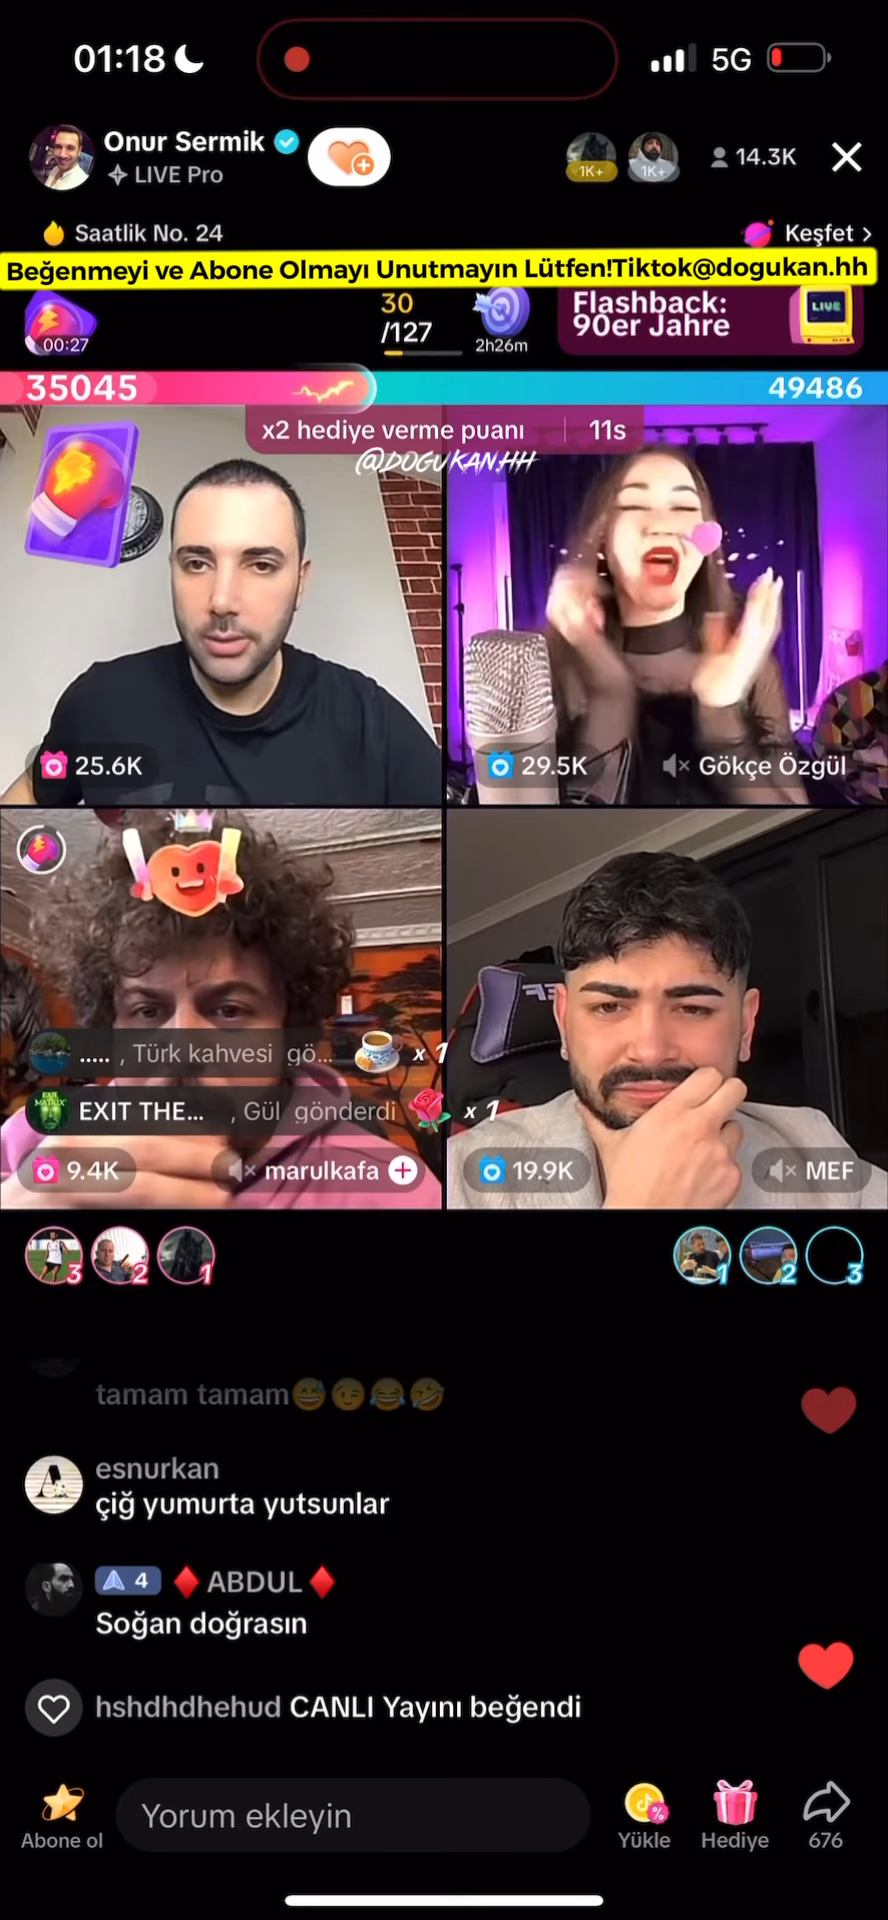 01:18
5G
Onur Sermik
LIVE Pro
1K+
1K+
14.3K
Saatlik No. 24
Keşfet >
Beğenmeyi ve Abone Olmayı Unutmayın Lütfen!Tiktok@dogukan.hh
00:27
30
/127
2h26m
Flashback:
90er Jahre
LIVE
35045
49486
x2 hediye verme puanı
11s
@DOGUKAN.HH
25.6K
29.5K
Gökçe Özgül
..... , Türk kahvesi gö...
x 1
EXIT THE... , Gül gönderdi
x 1
9.4K
marulkafa
19.9K
MEF
3
2
1
1
2
3
tamam tamam😅😉😂🤣
esnurkan
çiğ yumurta yutsunlar
4 ♦️ ABDUL♦️
Soğan doğrasın
hshdhdhehud CANLI Yayını beğendi
Abone ol
Yorum ekleyin
Yükle
Hediye
676